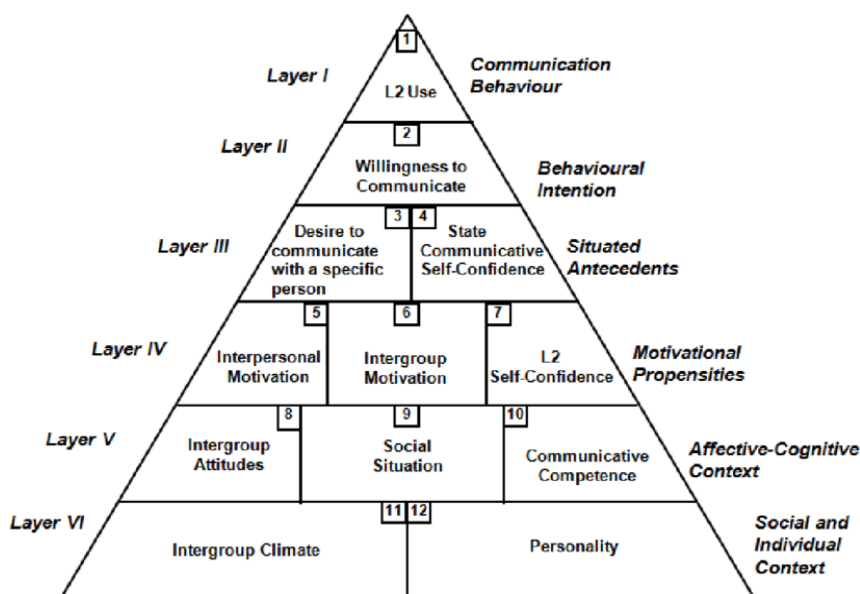 1
Layer I
Communication
Behaviour
L2 Use
2
Layer II
Willingness to
Communicate
Behavioural
Intention
3
4
Layer III
Desire to
communicate
with a specific
person
State
Communicative
Self-Confidence
Situated
Antecedents
5
6
7
Layer IV
Interpersonal
Motivation
Intergroup
Motivation
L2
Self-Confidence
Motivational
Propensities
8
9
10
Layer V
Intergroup
Attitudes
Social
Situation
Communicative
Competence
Affective-Cognitive
Context
11
12
Layer VI
Intergroup Climate
Personality
Social and
Individual
Context